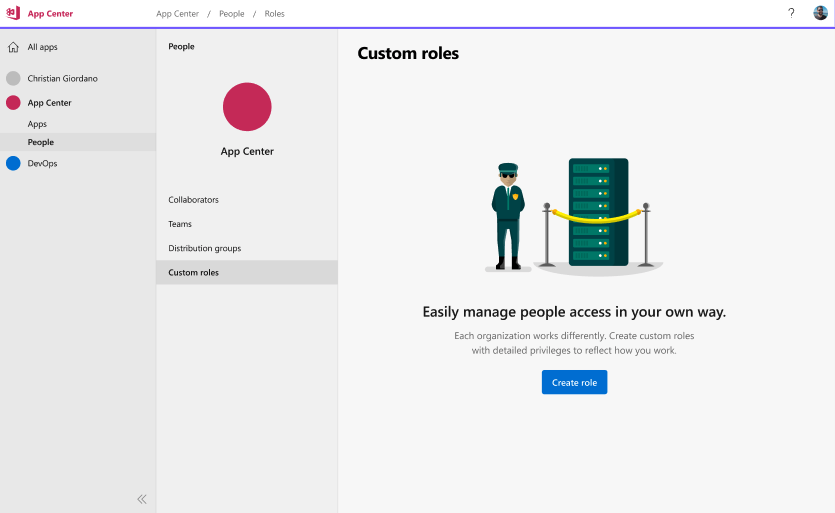 App Center
App Center / People / Roles
?
All apps
Christian Giordano
App Center
Apps
People
DevOps
People
App Center
Collaborators
Teams
Distribution groups
Custom roles
Custom roles
Easily manage people access in your own way.
Each organization works differently. Create custom roles
with detailed privileges to reflect how you work.
Create role